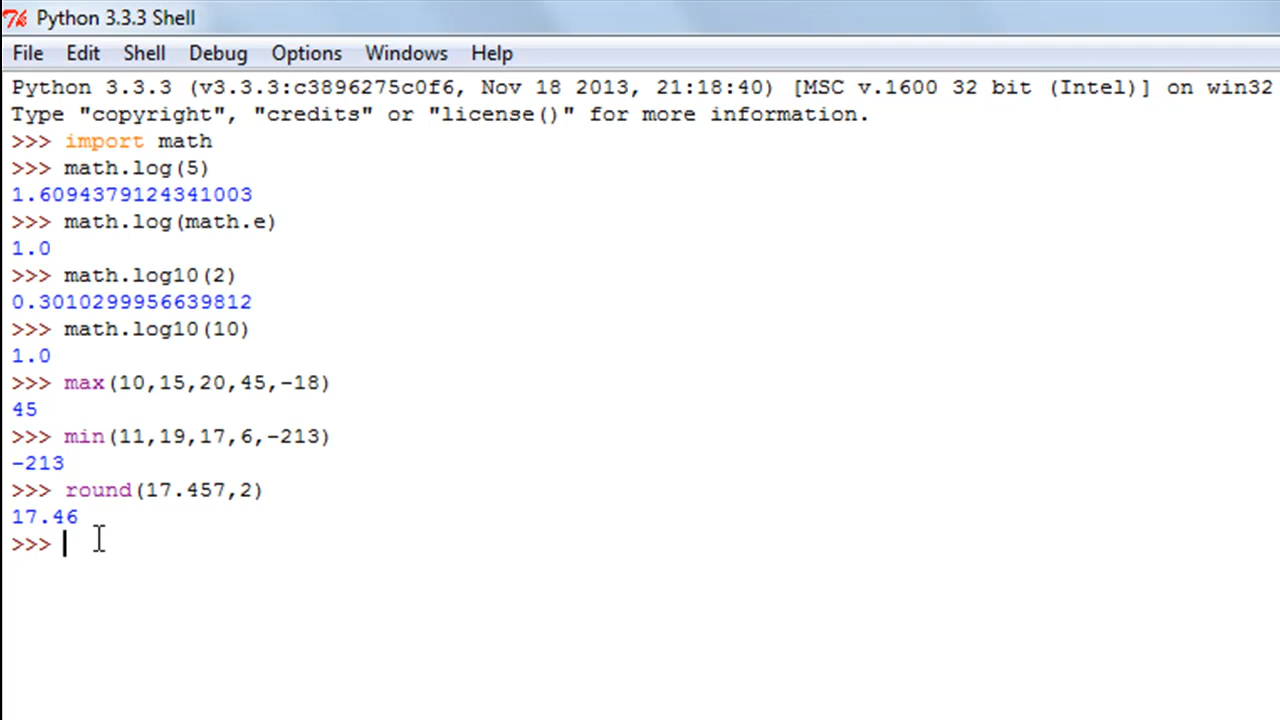 Python 3.3.3 Shell
File Edit Shell Debug Options Windows Help
Python 3.3.3 (v3.3.3:c3896275c0f6, Nov 18 2013, 21:18:40) [MSC v.1600 32 bit (Intel)] on win32
Type "copyright", "credits" or "license()" for more information.
>>> import math
>>> math.log(5)
1.6094379124341003
>>> math.log(math.e)
1.0
>>> math.log10(2)
0.3010299956639812
>>> math.log10(10)
1.0
>>> max(10,15,20,45,-18)
45
>>> min(11,19,17,6,-213)
-213
>>> round(17.457,2)
17.46
>>>